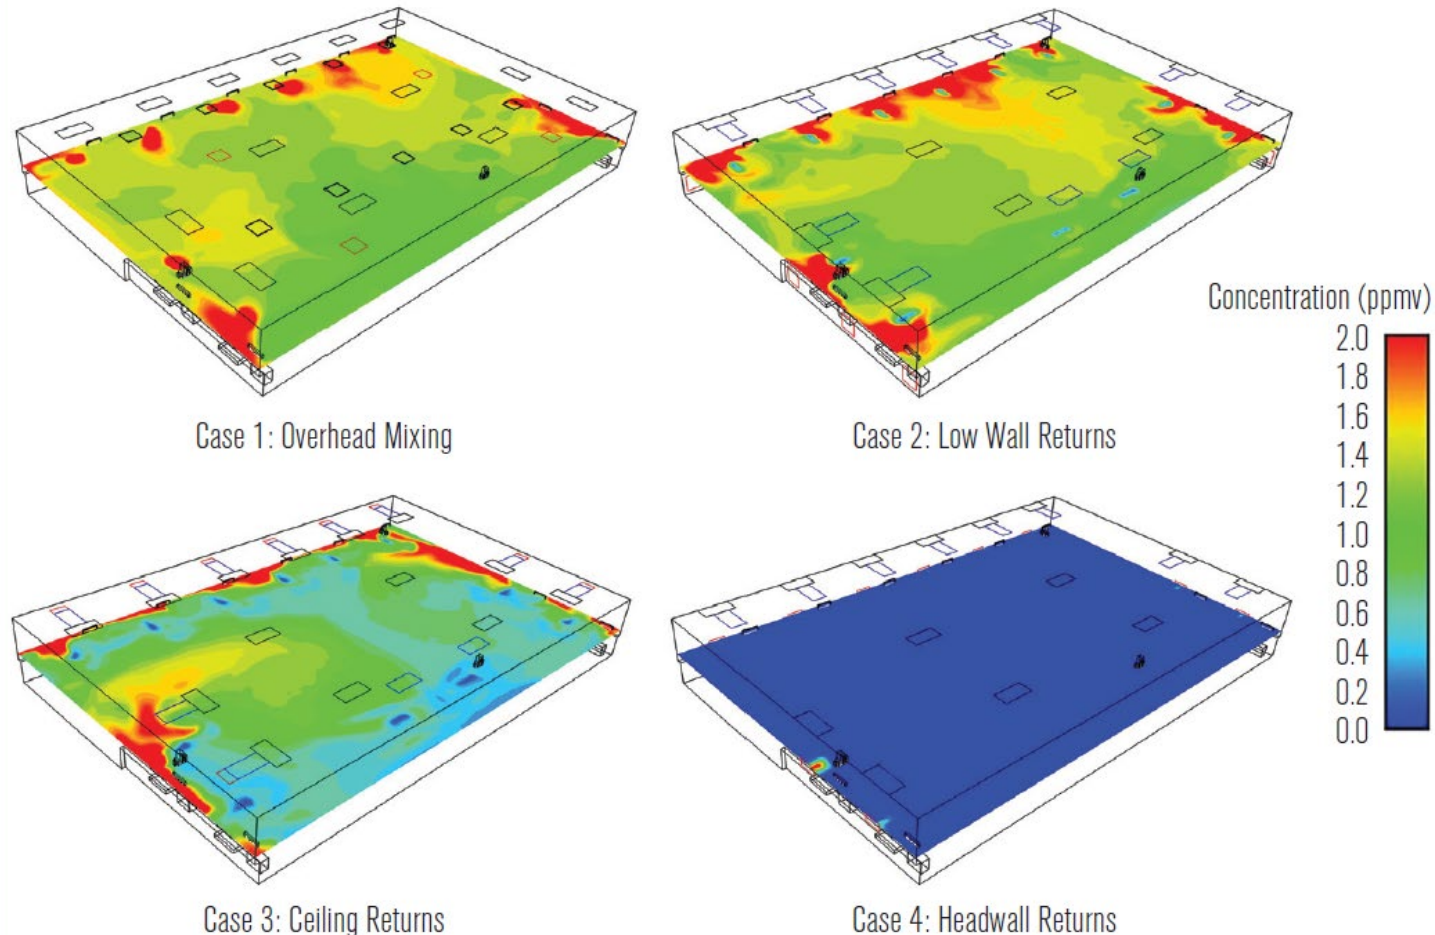 Case 1: Overhead Mixing
Case 2: Low Wall Returns
Concentration (ppmv)
2.0
1.8
1.6
1.4
1.2
1.0
0.8
0.6
0.4
0.2
0.0
Case 3: Ceiling Returns
Case 4: Headwall Returns